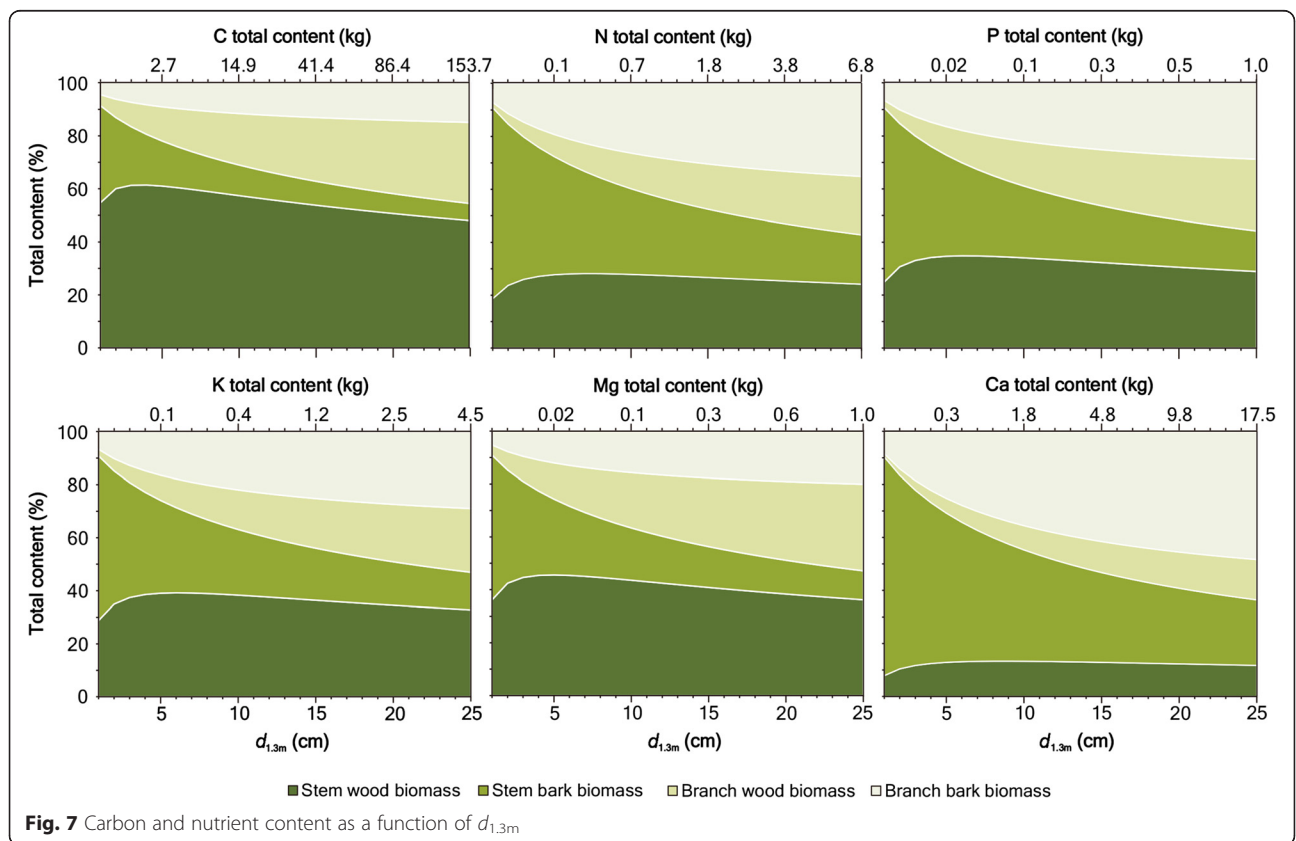 C total content (kg) N total content (kg) P total content (kg)
2.7 14.9 41.4 86.4 153.7 0.1 0.7 1.8 3.8 6.8 0.02 0.1 0.3 0.5 1.0
100
80
60
40
20
0
Total content (%)
K total content (kg) Mg total content (kg) Ca total content (kg)
0.1 0.4 1.2 2.5 4.5 0.02 0.1 0.3 0.6 1.0 0.3 1.8 4.8 9.8 17.5
100
80
60
40
20
0
Total content (%)
5 10 15 20 25 5 10 15 20 25 5 10 15 20 25
d1.3m (cm) d1.3m (cm) d1.3m (cm)
Stem wood biomass Stem bark biomass Branch wood biomass Branch bark biomass
Fig. 7 Carbon and nutrient content as a function of d1.3m